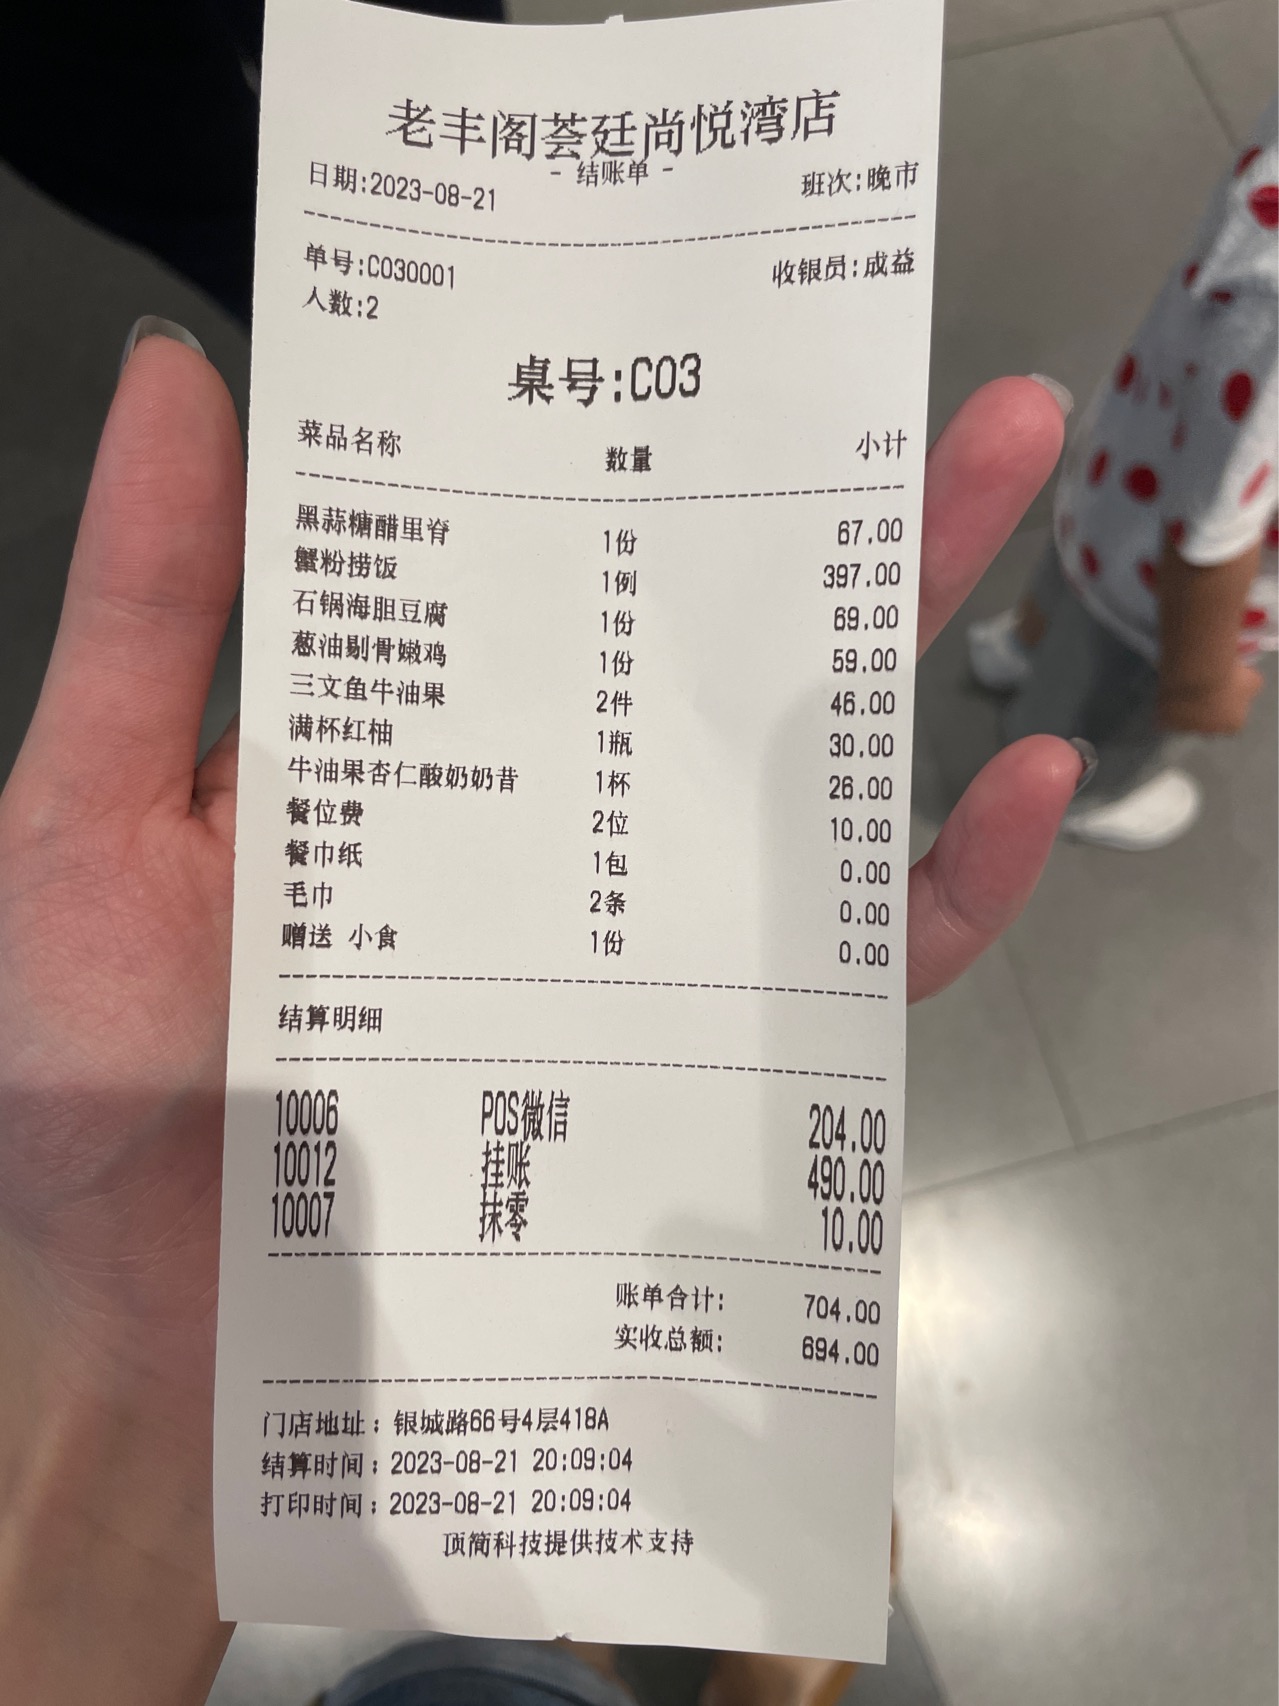 老丰阁荟廷尚悦湾店
- 结账单 -
日期:2023-08-21 班次:晚市
单号:C030001 收银员:成益
人数:2
桌号:C03
菜品名称 数量 小计
黑蒜糖醋里脊 1份 67.00
蟹粉捞饭 1例 397.00
石锅海胆豆腐 1份 69.00
葱油剔骨嫩鸡 1份 59.00
三文鱼牛油果 2件 46.00
满杯红柚 1瓶 30.00
牛油果杏仁酸奶奶昔 1杯 26.00
餐位费 2位 10.00
餐巾纸 1包 0.00
毛巾 2条 0.00
赠送 小食 1份 0.00
结算明细
10006 POS微信 204.00
10012 挂账 490.00
10007 抹零 10.00
账单合计: 704.00
实收总额: 694.00
门店地址：银城路66号4层418A
结算时间：2023-08-21 20:09:04
打印时间：2023-08-21 20:09:04
顶简科技提供技术支持